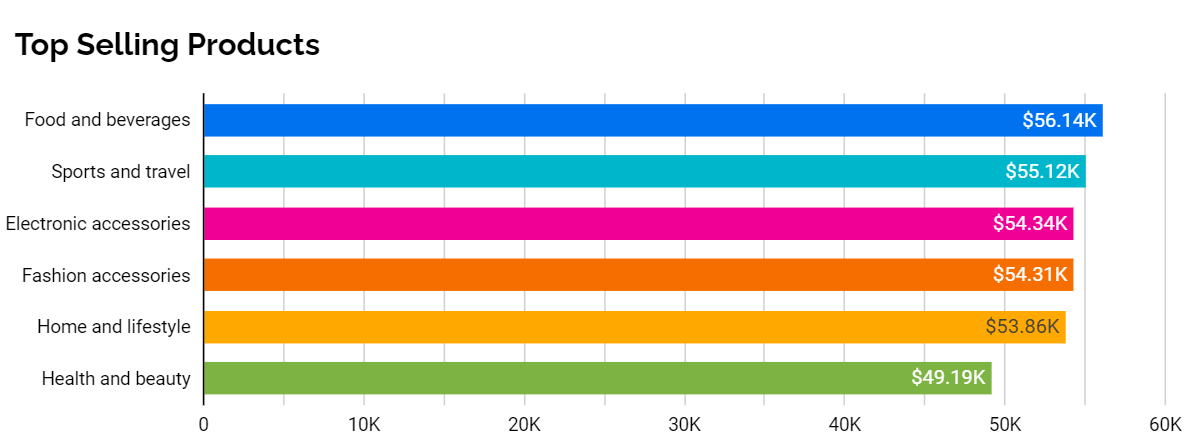 Top Selling Products
Food and beverages $56.14K
Sports and travel $55.12K
Electronic accessories $54.34K
Fashion accessories $54.31K
Home and lifestyle $53.86K
Health and beauty $49.19K
0 10K 20K 30K 40K 50K 60K